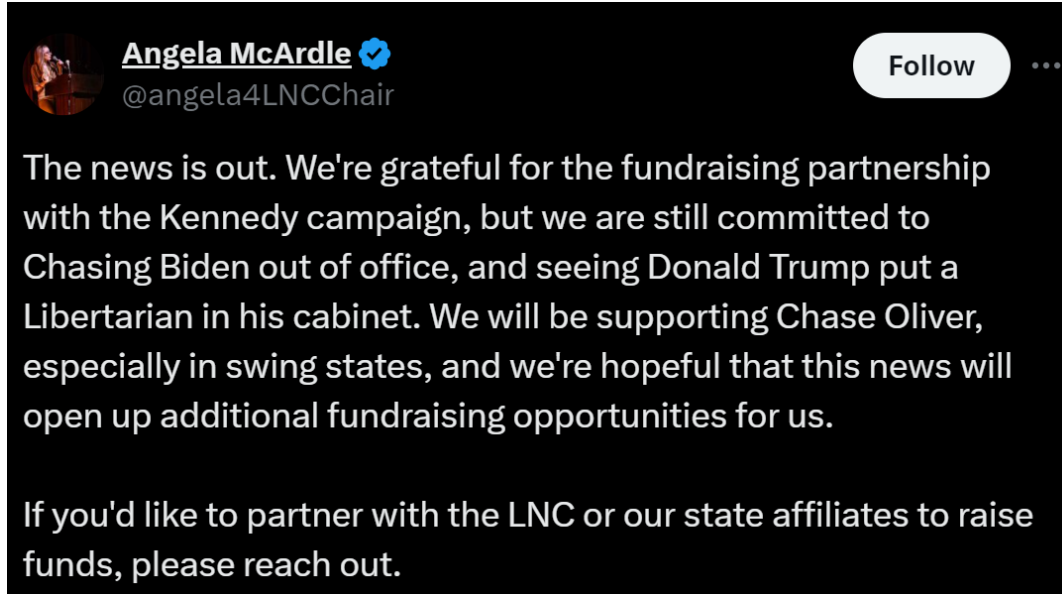 Angela McArdle
Follow
@angela4LNCChair
The news is out. We're grateful for the fundraising partnership
with the Kennedy campaign, but we are still committed to
Chasing Biden out of office, and seeing Donald Trump put a
Libertarian in his cabinet. We will be supporting Chase Oliver,
especially in swing states, and we're hopeful that this news will
open up additional fundraising opportunities for us.
If you'd like to partner with the LNC or our state affiliates to raise
funds, please reach out.